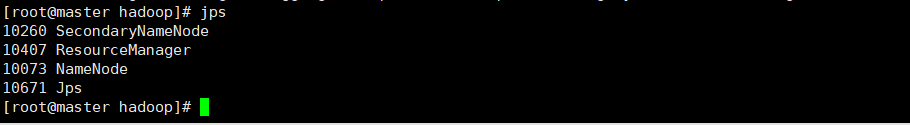 [root@master hadoop]# jps
10260 SecondaryNameNode
10407 ResourceManager
10073 NameNode
10671 Jps
[root@master hadoop]#